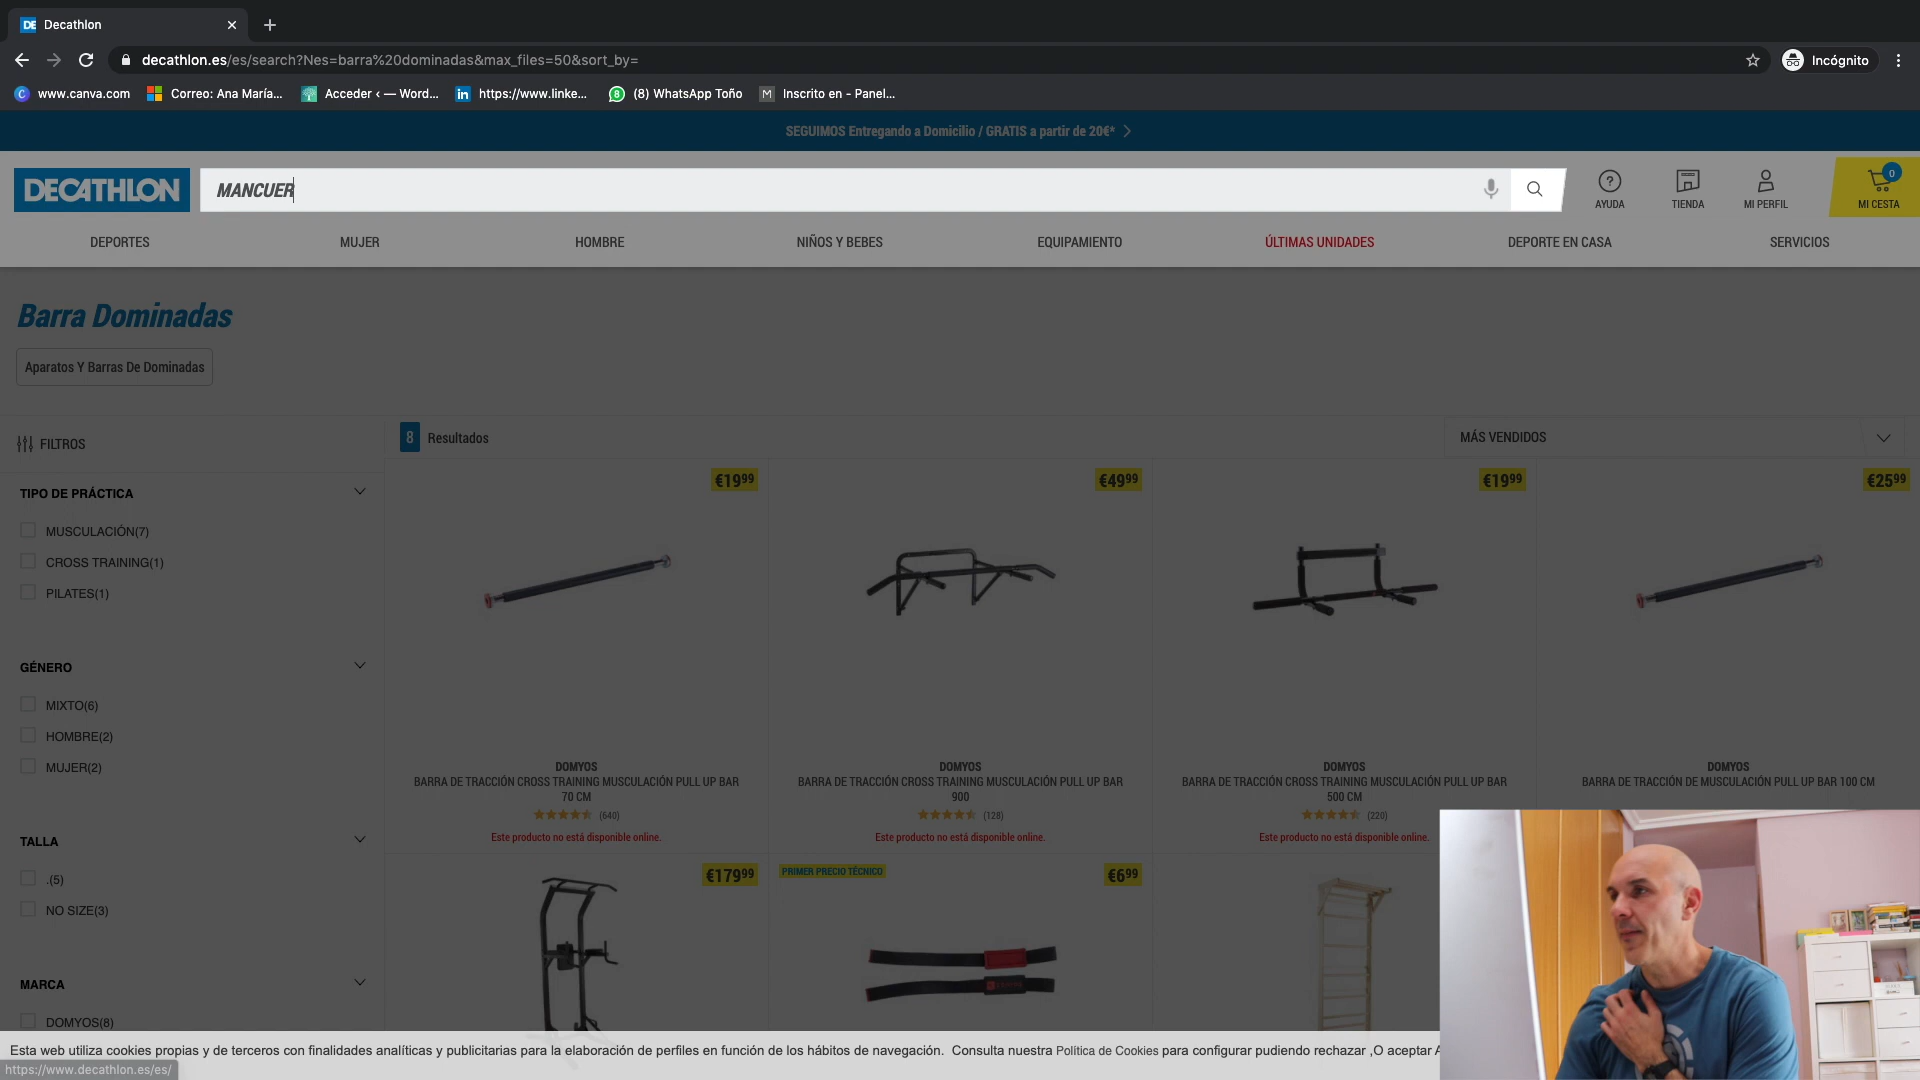 Decathlon
decathlon.es/es/search?Nes=barra%20dominadas&max_files=50&sort_by=
Incógnito
www.canva.com
Correo: Ana María...
Acceder ‹ — Word...
https://www.linke...
(8) WhatsApp Toño
Inscrito en - Panel...
SEGUIMOS Entregando a Domicilio / GRATIS a partir de 20€*
DECATHLON
MANCUER
AYUDA
TIENDA
MI PERFIL
0
MI CESTA
DEPORTES
MUJER
HOMBRE
NIÑOS Y BEBES
EQUIPAMIENTO
ÚLTIMAS UNIDADES
DEPORTE EN CASA
SERVICIOS
Barra Dominadas
Aparatos Y Barras De Dominadas
FILTROS
8 Resultados
MÁS VENDIDOS
TIPO DE PRÁCTICA
MUSCULACIÓN(7)
CROSS TRAINING(1)
PILATES(1)
GÉNERO
MIXTO(6)
HOMBRE(2)
MUJER(2)
TALLA
.(5)
NO SIZE(3)
MARCA
DOMYOS(8)
€19⁹⁹
DOMYOS
BARRA DE TRACCIÓN CROSS TRAINING MUSCULACIÓN PULL UP BAR
70 CM
(640)
Este producto no está disponible online.
€49⁹⁹
DOMYOS
BARRA DE TRACCIÓN CROSS TRAINING MUSCULACIÓN PULL UP BAR
900
(128)
Este producto no está disponible online.
€19⁹⁹
DOMYOS
BARRA DE TRACCIÓN CROSS TRAINING MUSCULACIÓN PULL UP BAR
500 CM
(220)
Este producto no está disponible online.
€25⁹⁹
DOMYOS
BARRA DE TRACCIÓN DE MUSCULACIÓN PULL UP BAR 100 CM
€179⁹⁹
PRIMER PRECIO TÉCNICO
€6⁹⁹
Esta web utiliza cookies propias y de terceros con finalidades analíticas y publicitarias para la elaboración de perfiles en función de los hábitos de navegación. Consulta nuestra Política de Cookies para configurar pudiendo rechazar ,O aceptar A
https://www.decathlon.es/es/